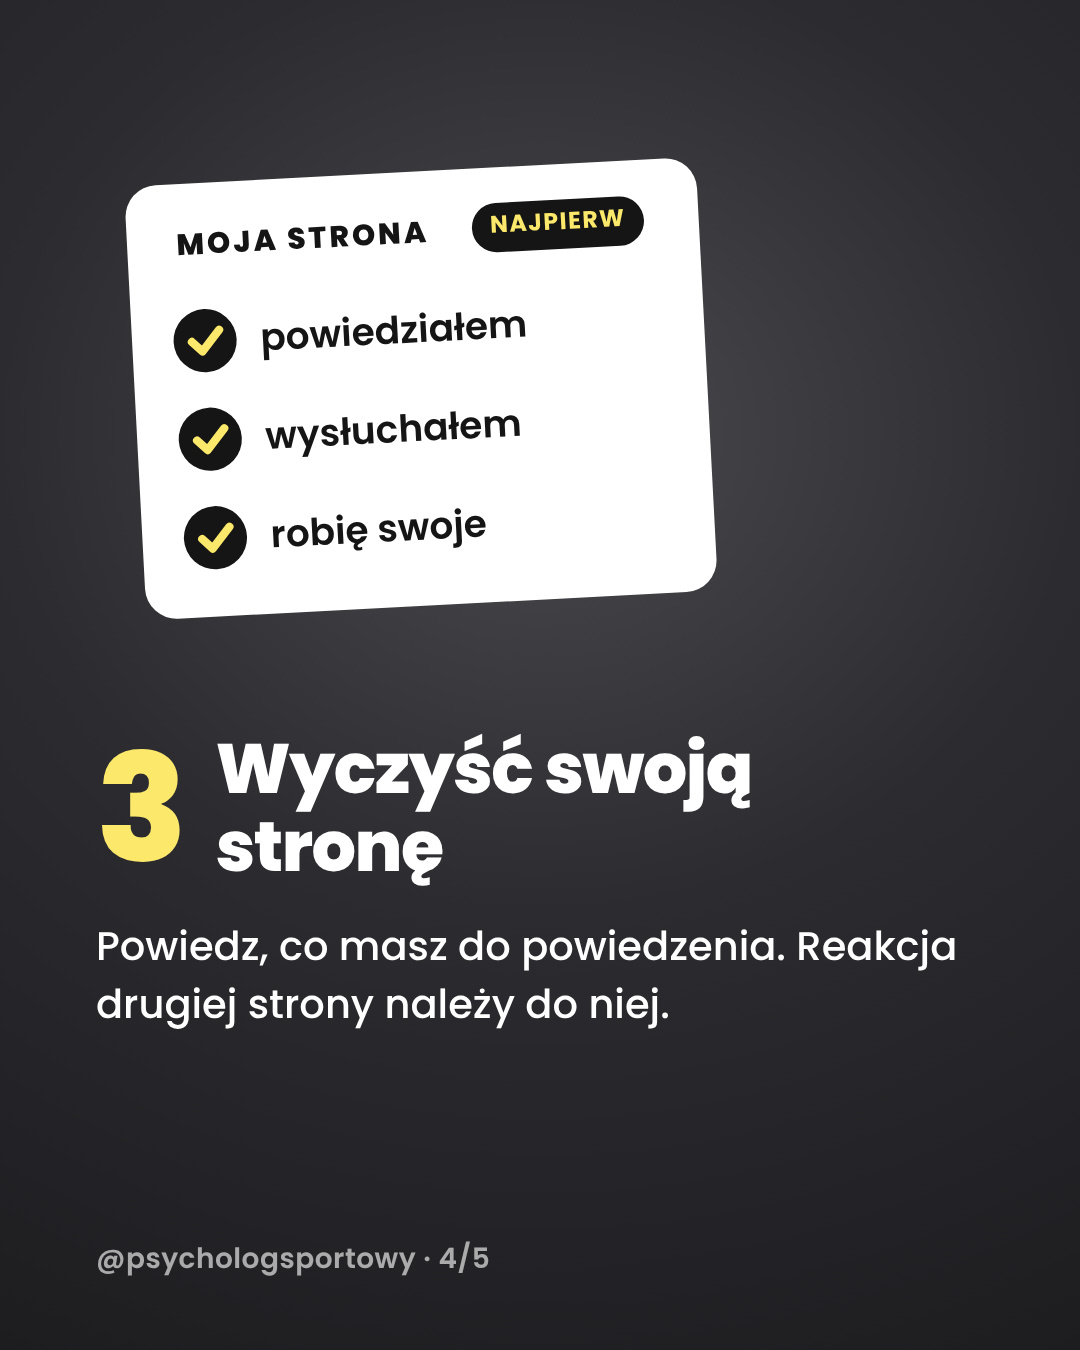 MOJA STRONA NAJPIERW
powiedziałem
wysłuchałem
robię swoje
3 Wyczyść swoją
stronę
Powiedz, co masz do powiedzenia. Reakcja
drugiej strony należy do niej.
@psychologsportowy · 4/5